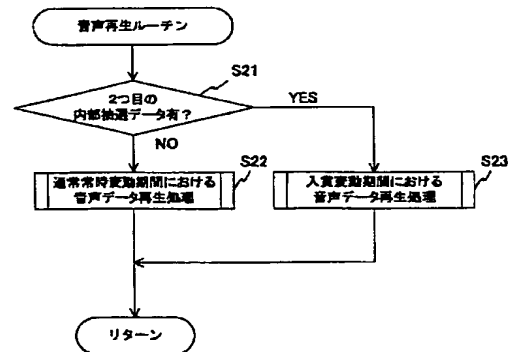 音声再生ルーチン
S21
2つ目の
内部抽選データ有？
YES
NO
S22
通常常時変動期間における
音声データ再生処理
S23
入賞変動期間における
音声データ再生処理
リターン